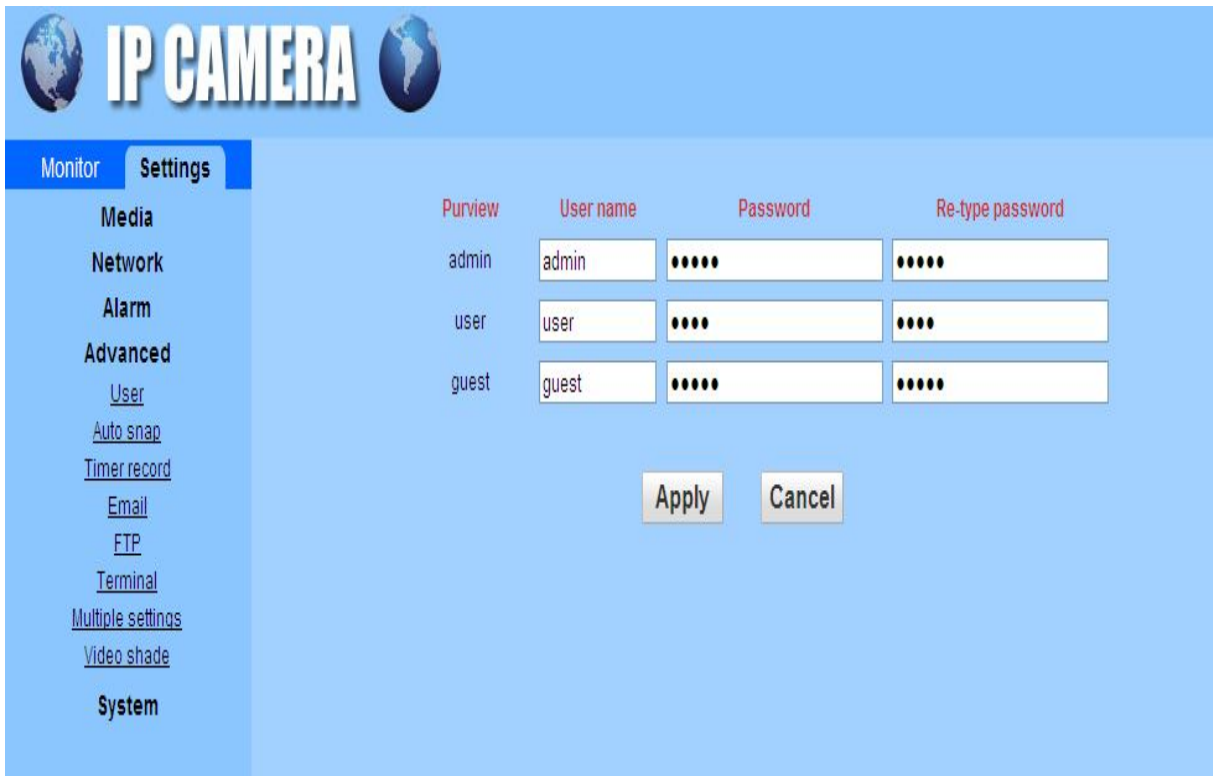 IP CAMERA
Monitor Settings
Media
Network
Alarm
Advanced
User
Auto snap
Timer record
Email
FTP
Terminal
Multiple settings
Video shade
System
Purview User name Password Re-type password
admin admin ••••• •••••
user user •••• ••••
guest guest ••••• •••••
Apply Cancel